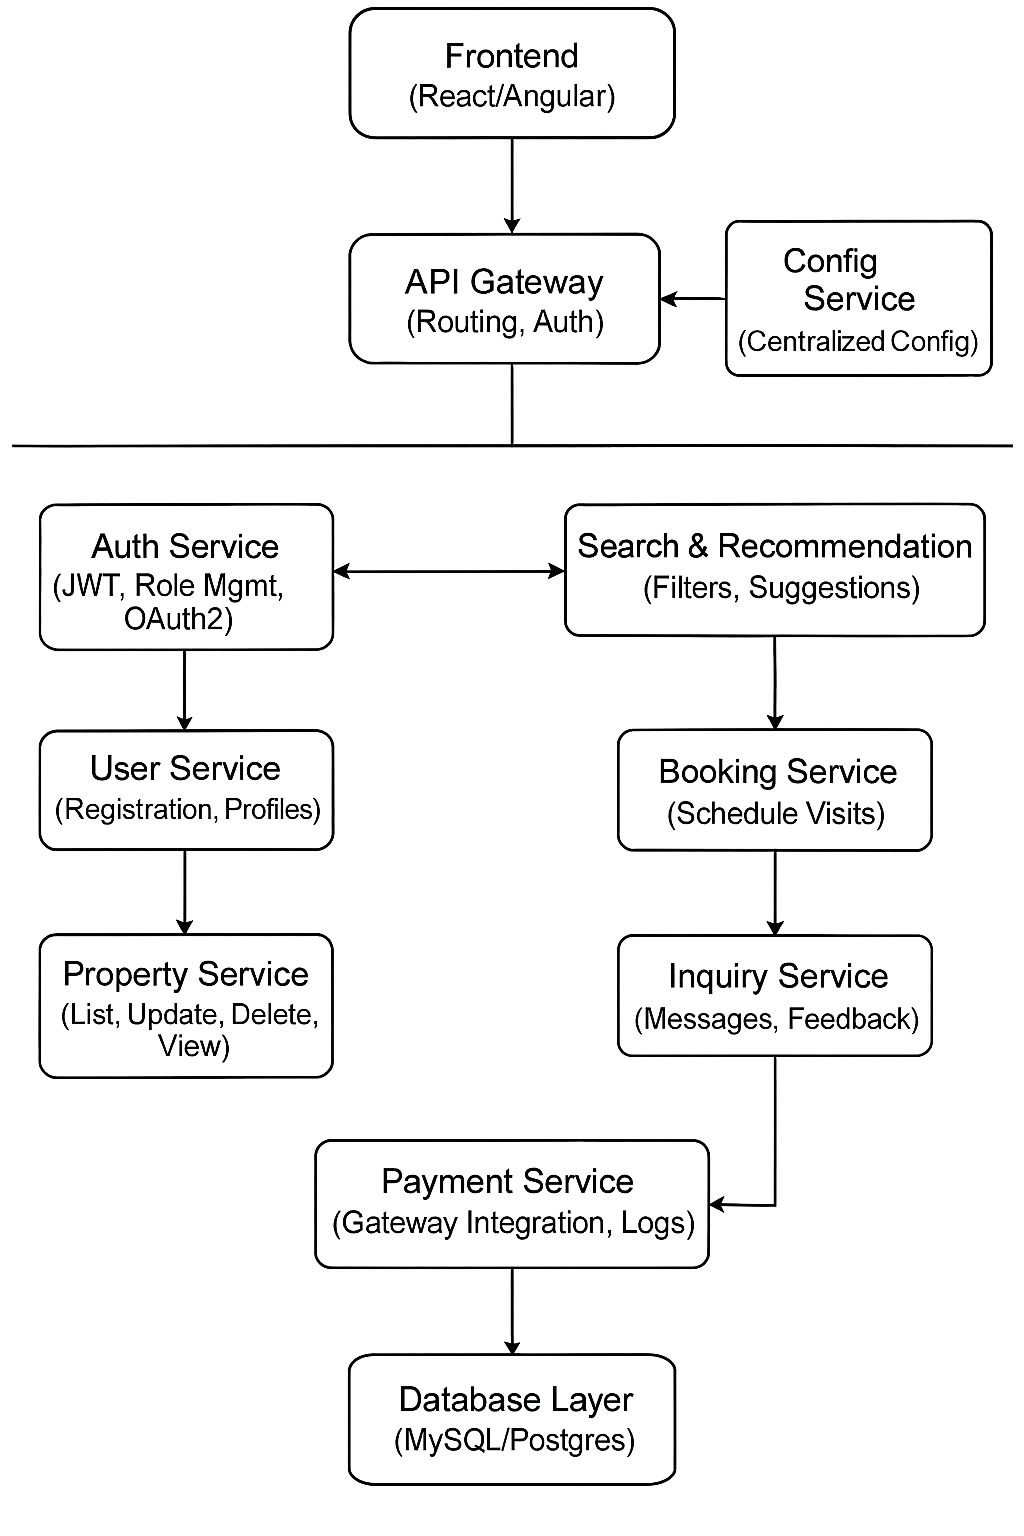 Frontend
(React/Angular)
API Gateway
(Routing, Auth)
Config
Service
(Centralized Config)
Auth Service
(JWT, Role Mgmt,
OAuth2)
Search & Recommendation
(Filters, Suggestions)
User Service
(Registration, Profiles)
Booking Service
(Schedule Visits)
Property Service
(List, Update, Delete,
View)
Inquiry Service
(Messages, Feedback)
Payment Service
(Gateway Integration, Logs)
Database Layer
(MySQL/Postgres)